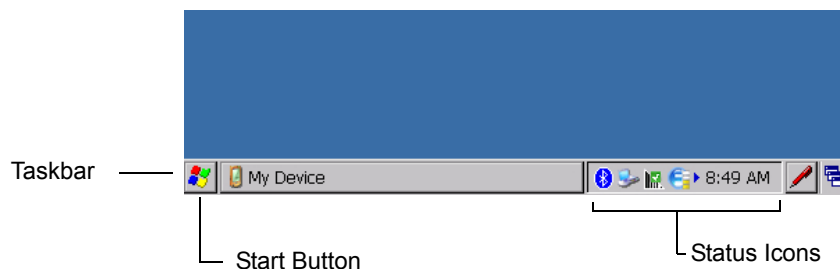 Taskbar
My Device
8:49 AM
Start Button
Status Icons